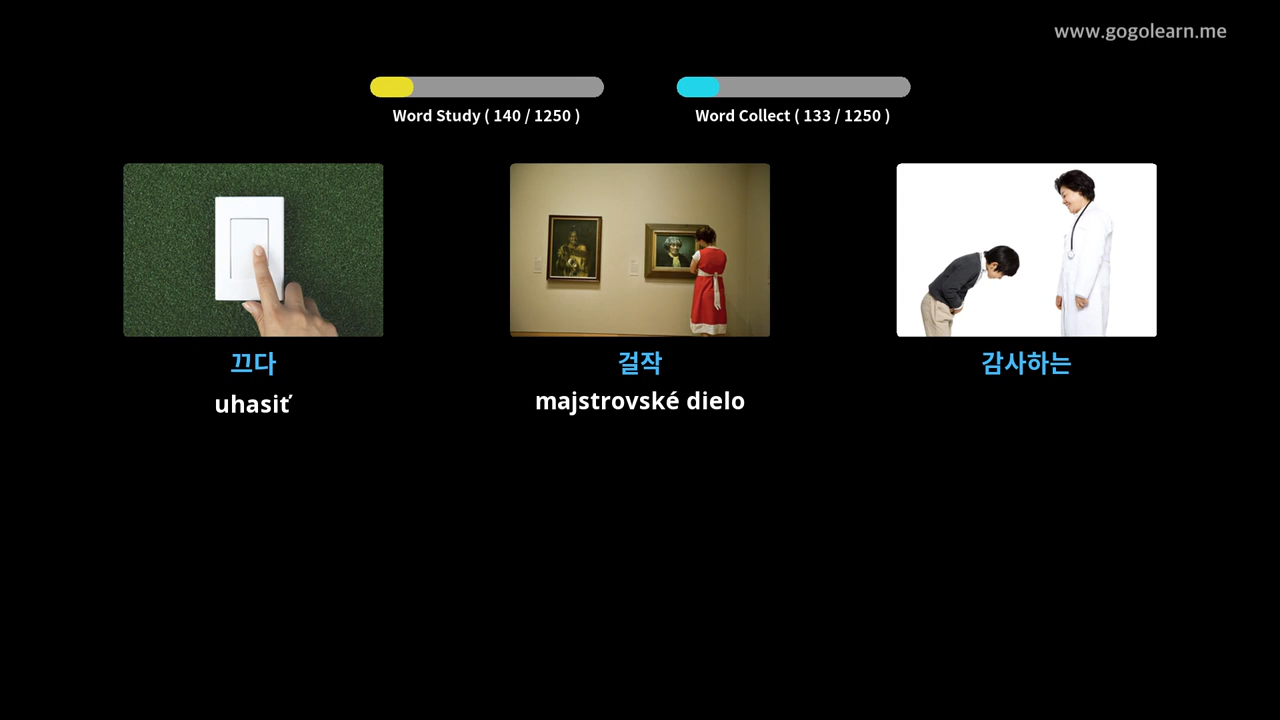 www.gogolearn.me
Word Study ( 140 / 1250 )
Word Collect ( 133 / 1250 )
끄다
uhasiť
걸작
majstrovské dielo
감사하는